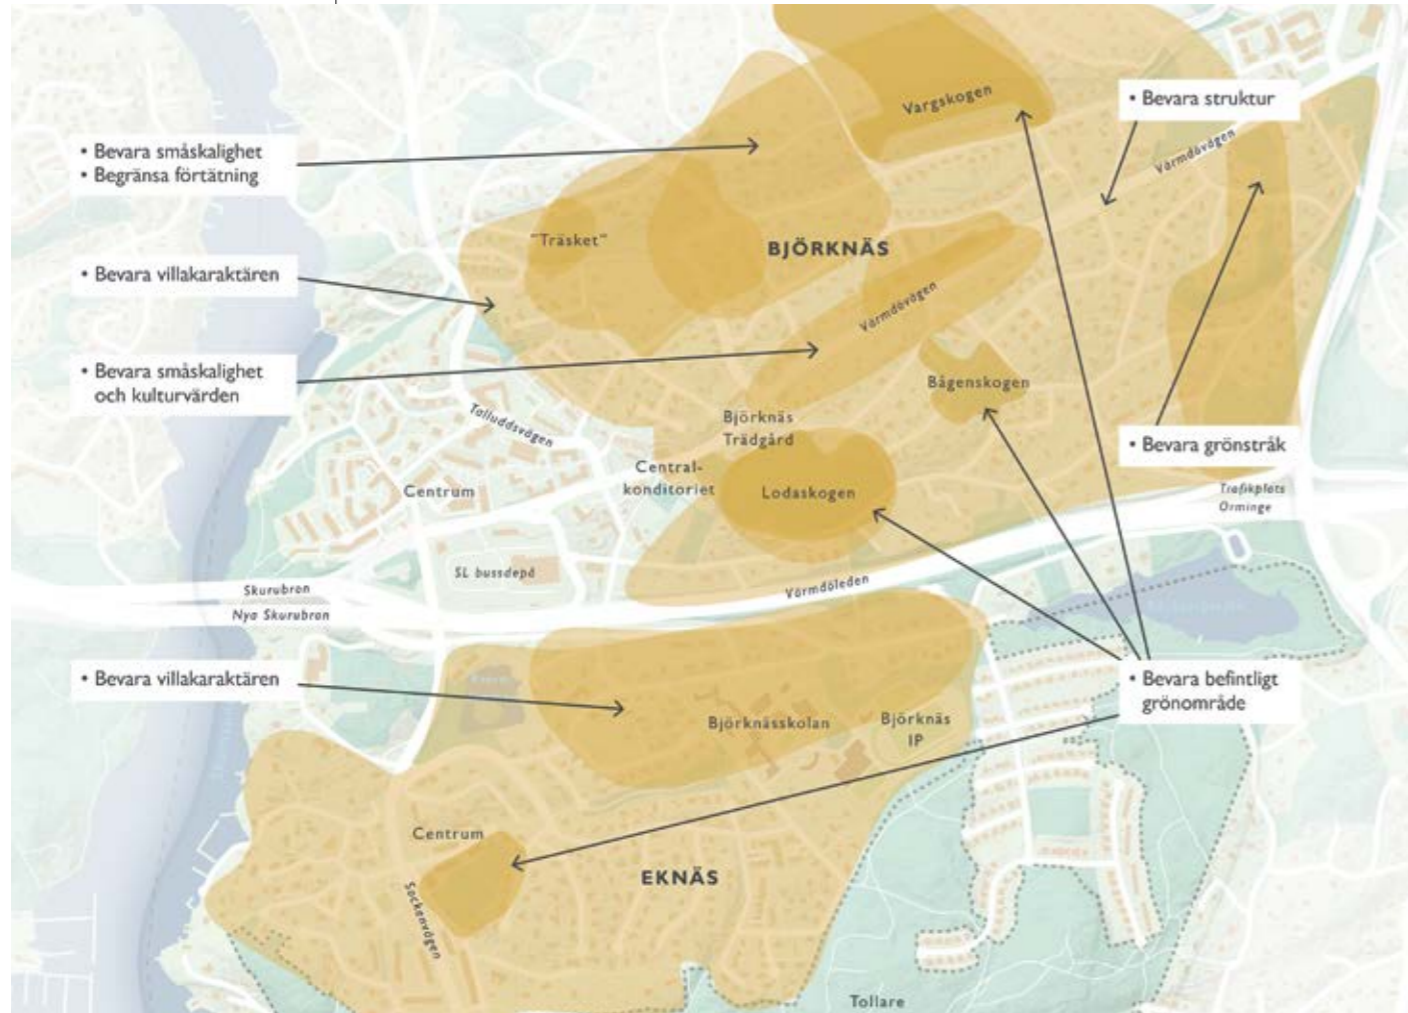 Vargskogen
• Bevara struktur
Värmdövägen
• Bevara småskalighet
• Begränsa förtätning
"Träsket"
BJÖRKNÄS
• Bevara villakaraktären
Värmdövägen
• Bevara småskalighet
och kulturvärden
Bågenskogen
Talluddsvägen
Björknäs
Trädgård
• Bevara grönstråk
Central-
konditoriet
Centrum
Lodaskogen
Trafikplats
Orminge
SL bussdepå
Värmdöleden
Skurubron
Nya Skurubron
• Bevara villakaraktären
• Bevara befintligt
grönområde
Björknässkolan
Björknäs
IP
Centrum
EKNÄS
Sockenvägen
Tollare